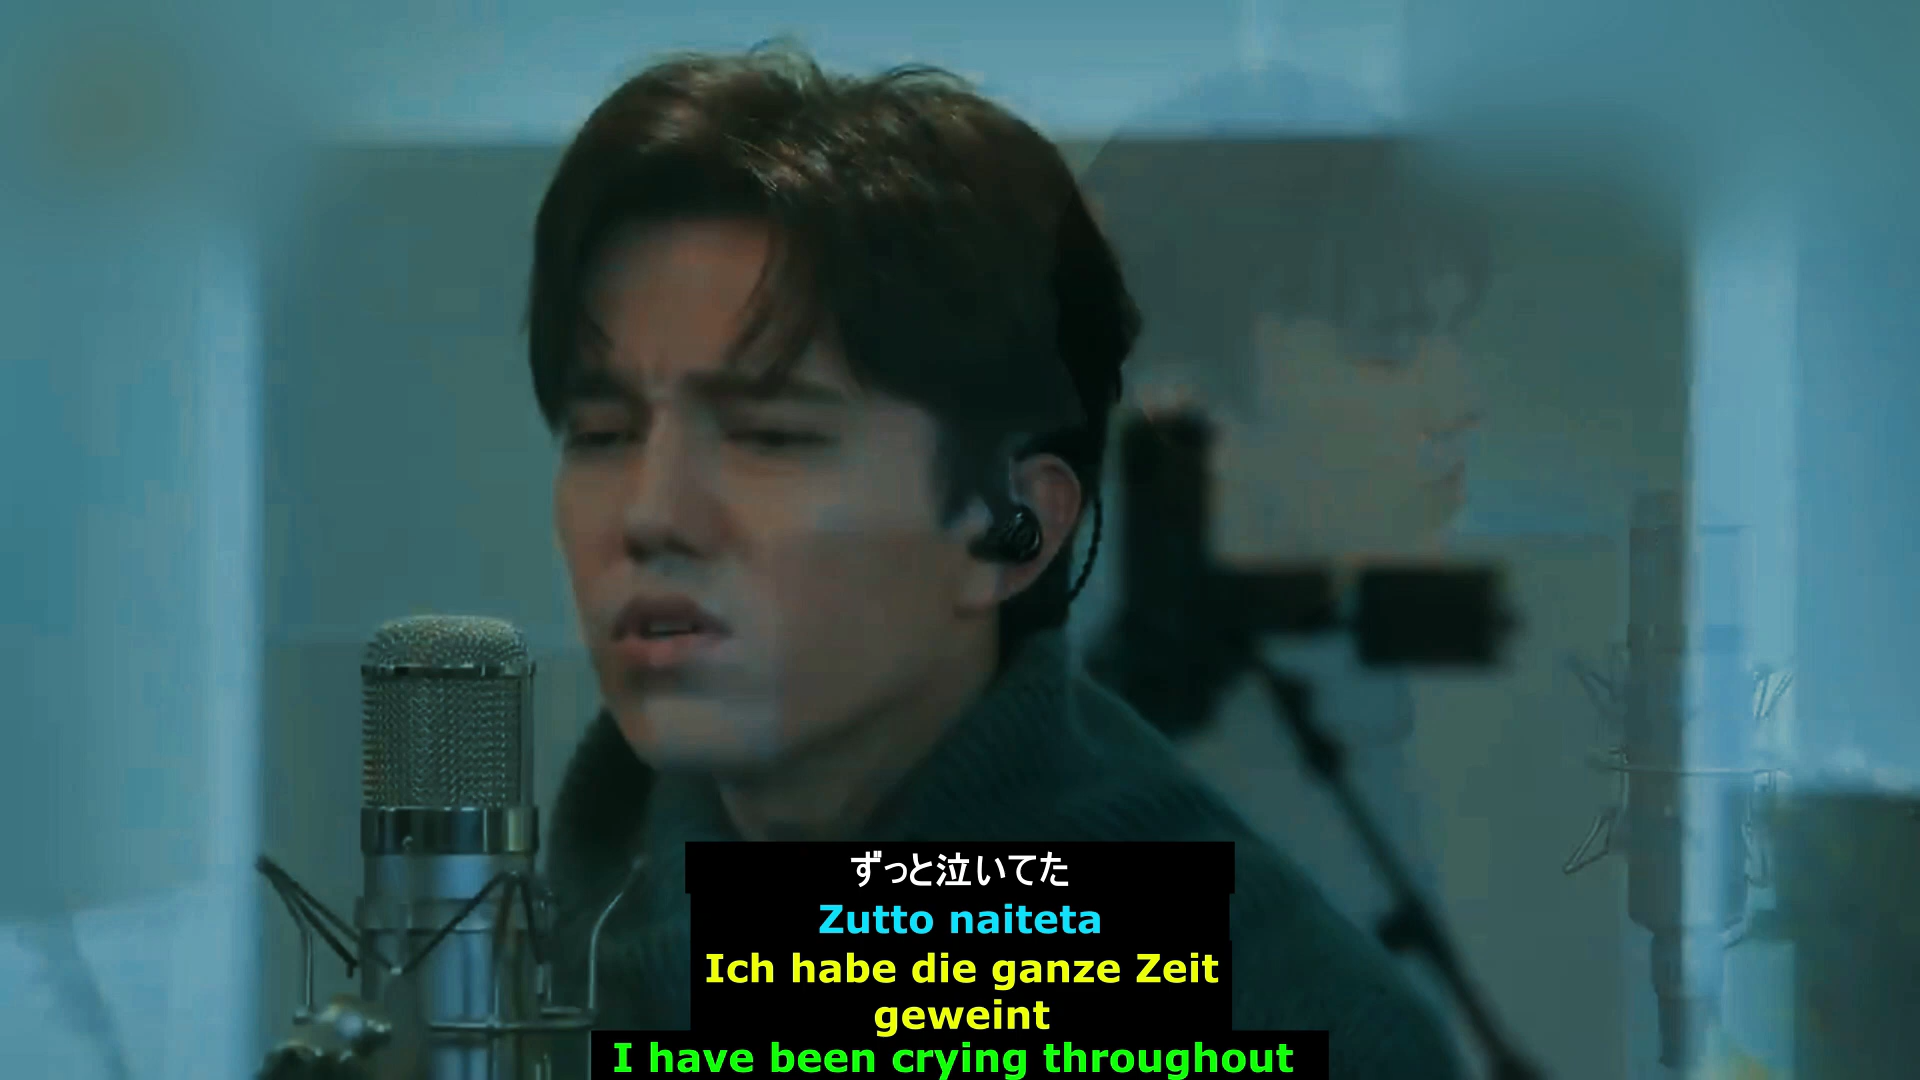 ずっと泣いてた
Zutto naiteta
Ich habe die ganze Zeit
geweint
I have been crying throughout